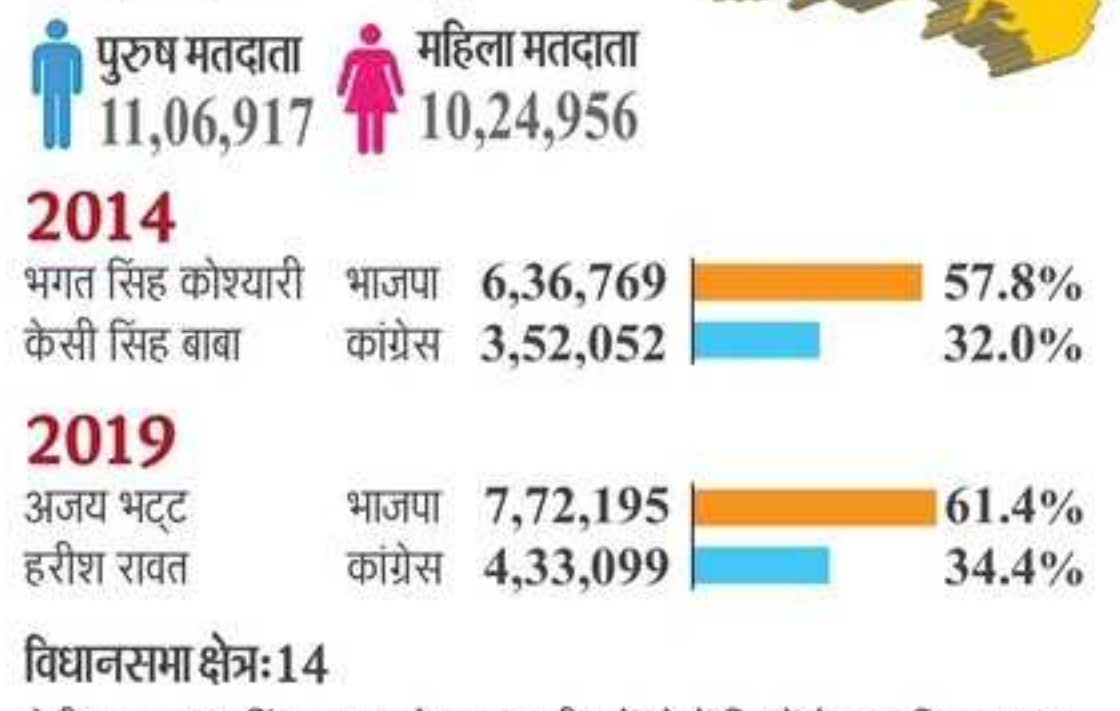 पुरुष मतदाता महिला मतदाता
11,06,917 10,24,956
2014
भगत सिंह कोश्यारी भाजपा 6,36,769 57.8%
केसी सिंह बाबा कांग्रेस 3,52,052 32.0%
2019
अजय भट्ट भाजपा 7,72,195 61.4%
हरीश रावत कांग्रेस 4,33,099 34.4%
विधानसभा क्षेत्र:14